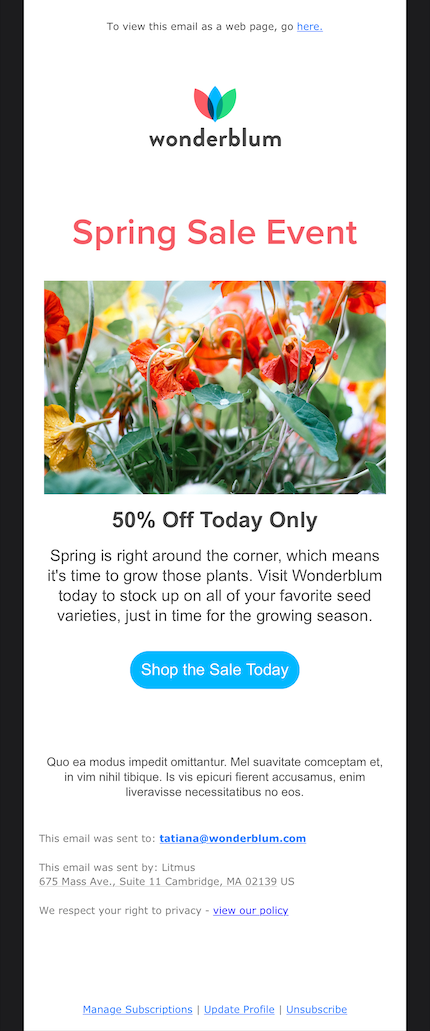 To view this email as a web page, go here.
wonderblum
Spring Sale Event
50% Off Today Only
Spring is right around the corner, which means
it's time to grow those plants. Visit Wonderblum
today to stock up on all of your favorite seed
varieties, just in time for the growing season.
Shop the Sale Today
Quo ea modus impedit omittantur. Mel suavitate comceptam et,
in vim nihil tibique. Is vis epicuri fierent accusamus, enim
liveravisse necessitatibus no eos.
This email was sent to: tatiana@wonderblum.com
This email was sent by: Litmus
675 Mass Ave., Suite 11 Cambridge, MA 02139 US
We respect your right to privacy - view our policy
Manage Subscriptions | Update Profile | Unsubscribe